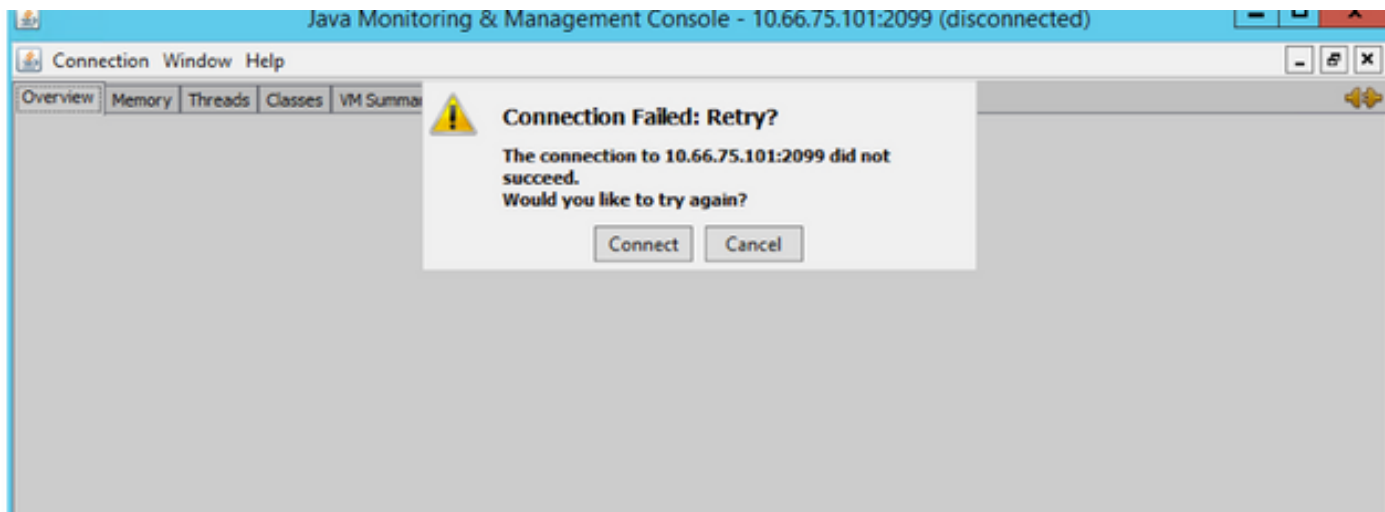 Java Monitoring & Management Console - 10.66.75.101:2099 (disconnected)
Connection Window Help
Overview Memory Threads Classes VM Summar
Connection Failed: Retry?
The connection to 10.66.75.101:2099 did not
succeed.
Would you like to try again?
Connect Cancel